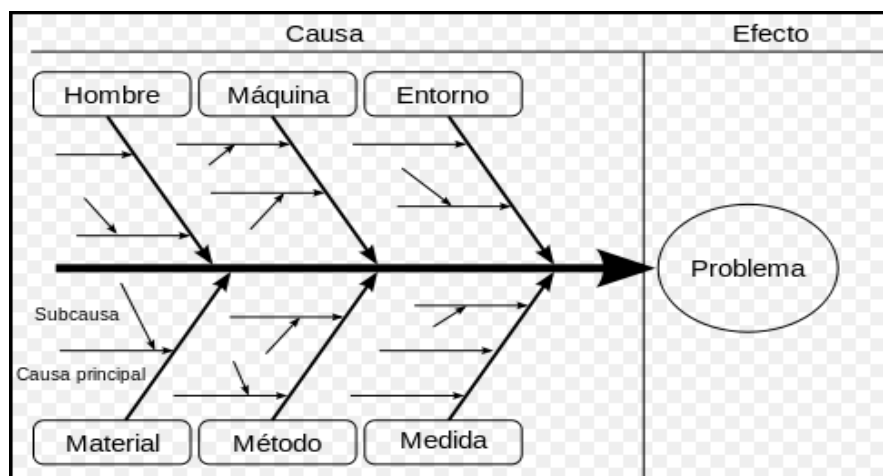 Causa
Efecto
Hombre
Máquina
Entorno
Problema
Subcausa
Causa principal
Material
Método
Medida